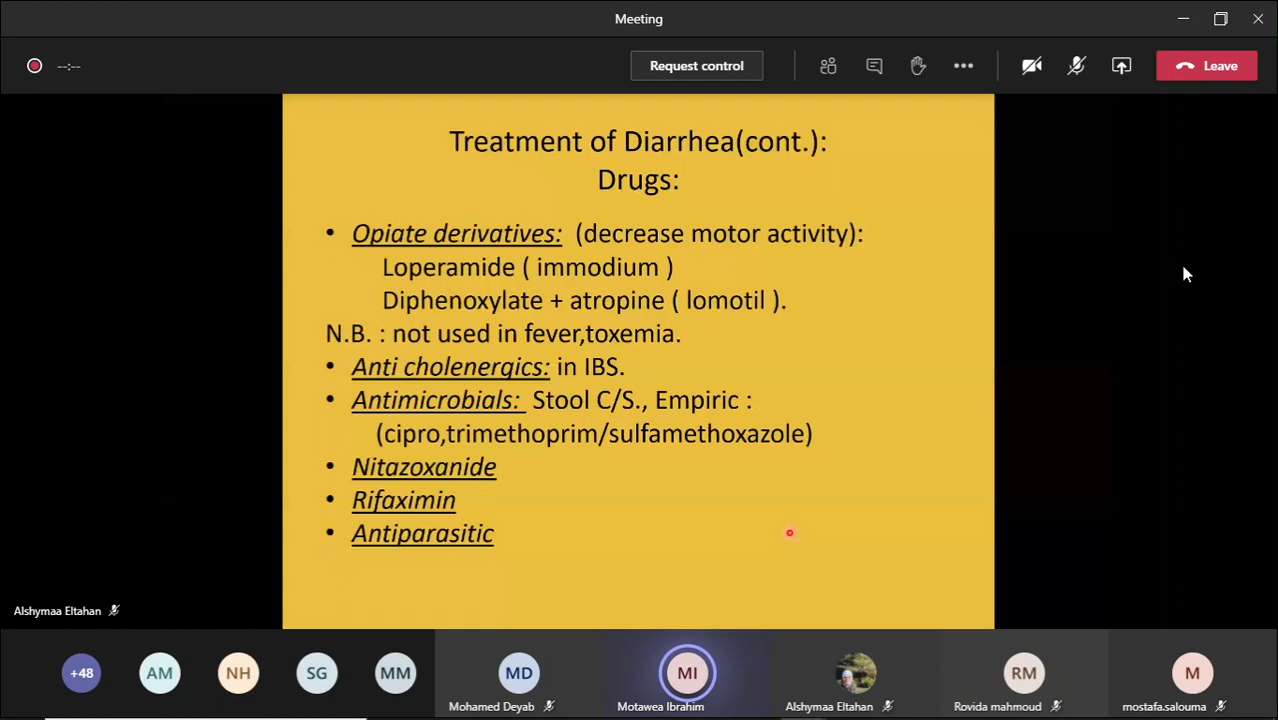 Meeting
--:--
Request control
Leave
Treatment of Diarrhea(cont.):
Drugs:
• Opiate derivatives: (decrease motor activity):
Loperamide ( immodium )
Diphenoxylate + atropine ( lomotil ).
N.B. : not used in fever,toxemia.
• Anti cholenergics: in IBS.
• Antimicrobials: Stool C/S., Empiric :
(cipro,trimethoprim/sulfamethoxazole)
• Nitazoxanide
• Rifaximin
• Antiparasitic
Alshymaa Eltahan
+48 AM NH SG MM MD MI RM M
Mohamed Deyab Motawea Ibrahim Alshymaa Eltahan Rovida mahmoud mostafa.salouma